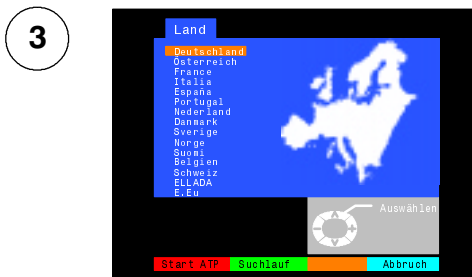 3
Land
Deutschland
Österreich
France
Italia
España
Portugal
Nederland
Danmark
Sverige
Norge
Suomi
Belgien
Schweiz
ELLADA
E.Eu
Auswählen
Start ATP Suchlauf Abbruch